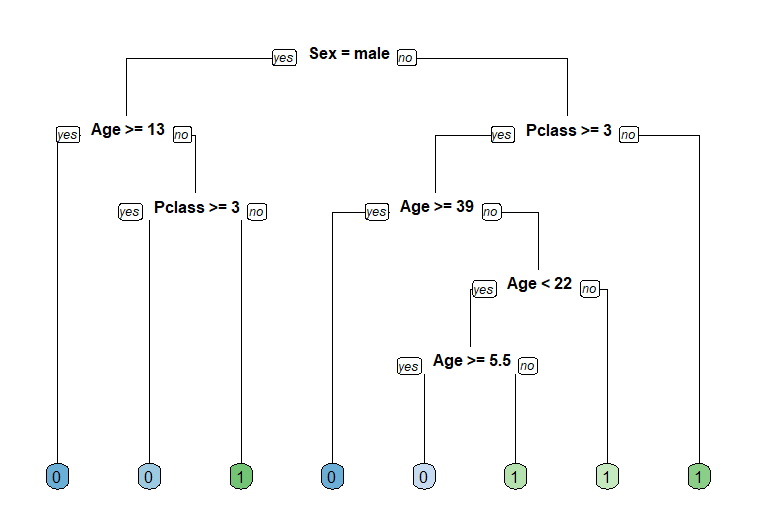 yes Sex = male no
yes Age >= 13 no yes Pclass >= 3 no
yes Pclass >= 3 no yes Age >= 39 no
yes Age < 22 no
yes Age >= 5.5 no
0 0 1 0 0 1 1 1